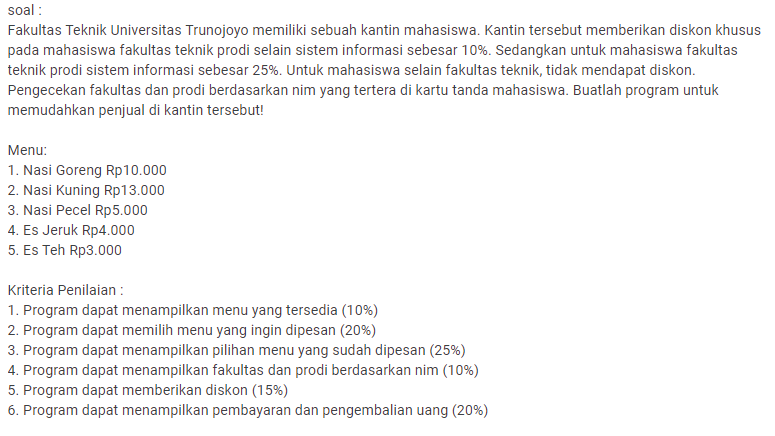 soal :
Fakultas Teknik Universitas Trunojoyo memiliki sebuah kantin mahasiswa. Kantin tersebut memberikan diskon khusus
pada mahasiswa fakultas teknik prodi selain sistem informasi sebesar 10%. Sedangkan untuk mahasiswa fakultas
teknik prodi sistem informasi sebesar 25%. Untuk mahasiswa selain fakultas teknik, tidak mendapat diskon.
Pengecekan fakultas dan prodi berdasarkan nim yang tertera di kartu tanda mahasiswa. Buatlah program untuk
memudahkan penjual di kantin tersebut!
Menu:
1. Nasi Goreng Rp10.000
2. Nasi Kuning Rp13.000
3. Nasi Pecel Rp5.000
4. Es Jeruk Rp4.000
5. Es Teh Rp3.000
Kriteria Penilaian :
1. Program dapat menampilkan menu yang tersedia (10%)
2. Program dapat memilih menu yang ingin dipesan (20%)
3. Program dapat menampilkan pilihan menu yang sudah dipesan (25%)
4. Program dapat menampilkan fakultas dan prodi berdasarkan nim (10%)
5. Program dapat memberikan diskon (15%)
6. Program dapat menampilkan pembayaran dan pengembalian uang (20%)